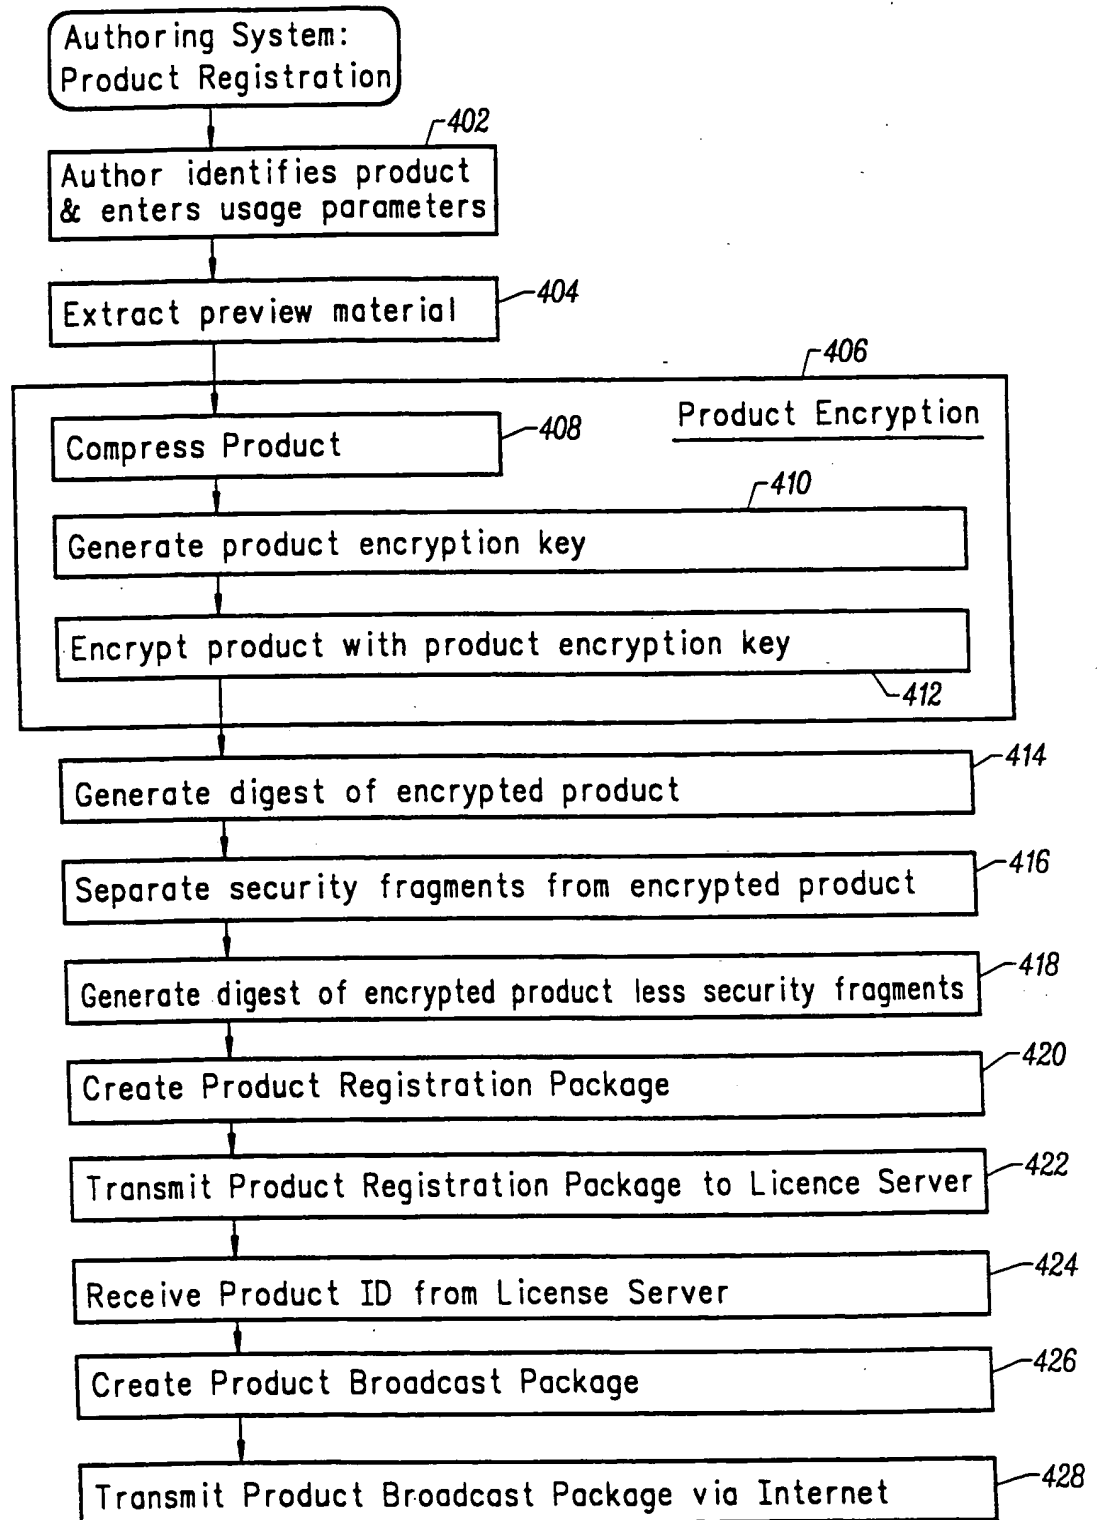 Authoring System:
Product Registration
402
Author identifies product
& enters usage parameters
Extract preview material
404
406
Product Encryption
Compress Product
408
410
Generate product encryption key
Encrypt product with product encryption key
412
Generate digest of encrypted product
414
Separate security fragments from encrypted product
416
Generate digest of encrypted product less security fragments
418
Create Product Registration Package
420
Transmit Product Registration Package to Licence Server
422
Receive Product ID from License Server
424
Create Product Broadcast Package
426
Transmit Product Broadcast Package via Internet
428